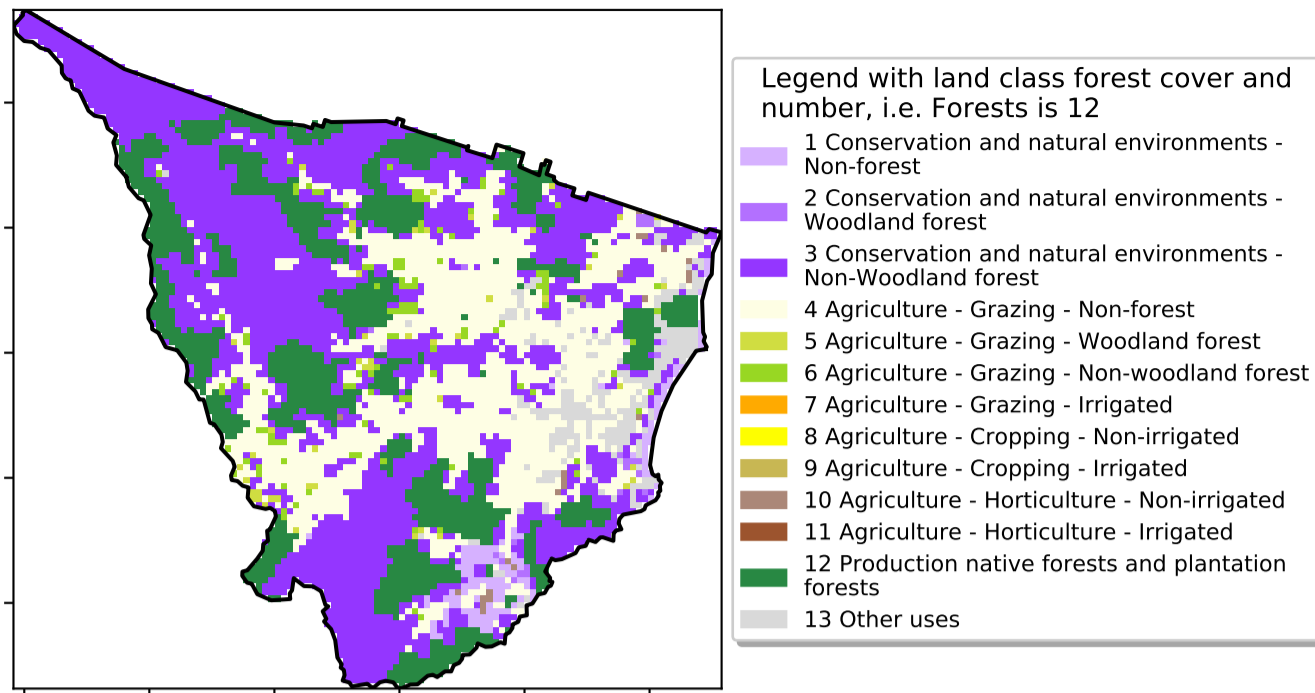 Legend with land class forest cover and
number, i.e. Forests is 12
1 Conservation and natural environments -
Non-forest
2 Conservation and natural environments -
Woodland forest
3 Conservation and natural environments -
Non-Woodland forest
4 Agriculture - Grazing - Non-forest
5 Agriculture - Grazing - Woodland forest
6 Agriculture - Grazing - Non-woodland forest
7 Agriculture - Grazing - Irrigated
8 Agriculture - Cropping - Non-irrigated
9 Agriculture - Cropping - Irrigated
10 Agriculture - Horticulture - Non-irrigated
11 Agriculture - Horticulture - Irrigated
12 Production native forests and plantation
forests
13 Other uses